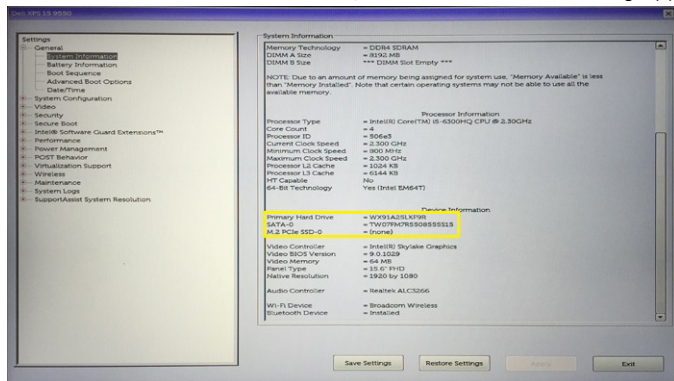 Dell XPS 15 9550
Settings
General
System Information
Battery Information
Boot Sequence
Advanced Boot Options
Date/Time
System Configuration
Video
Security
Secure Boot
Intel® Software Guard Extensions™
Performance
Power Management
POST Behavior
Virtualization Support
Wireless
Maintenance
System Logs
SupportAssist System Resolution
System Information
Memory Technology = DDR4 SDRAM
DIMM A Size = 8192 MB
DIMM B Size *** DIMM Slot Empty ***
NOTE: Due to an amount of memory being assigned for system use, "Memory Available" is less
than "Memory Installed". Note that certain operating systems may not be able to use all the
available memory.
Processor Information
Processor Type = Intel(R) Core(TM) i5-6300HQ CPU @ 2.30GHz
Core Count = 4
Processor ID = 506e3
Current Clock Speed = 2.300 GHz
Minimum Clock Speed = 800 MHz
Maximum Clock Speed = 2.300 GHz
Processor L2 Cache = 1024 KB
Processor L3 Cache = 6144 KB
HT Capable No
64-Bit Technology Yes (Intel EM64T)
Device Information
Primary Hard Drive = WX91A25LKF9R
SATA-0 = TW07FM7R5508555515
M.2 PCIe SSD-0 = (none)
Video Controller = Intel(R) Skylake Graphics
Video BIOS Version = 9.0.1029
Video Memory = 64 MB
Panel Type = 15.6" FHD
Native Resolution = 1920 by 1080
Audio Controller = Realtek ALC3266
Wi-Fi Device = Broadcom Wireless
Bluetooth Device = Installed
Save Settings
Restore Settings
Apply
Exit